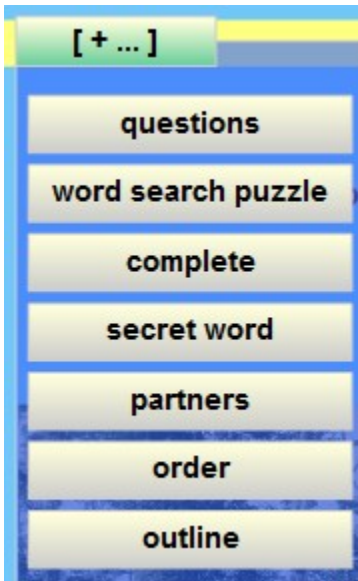 [ + ... ]
questions
word search puzzle
complete
secret word
partners
order
outline